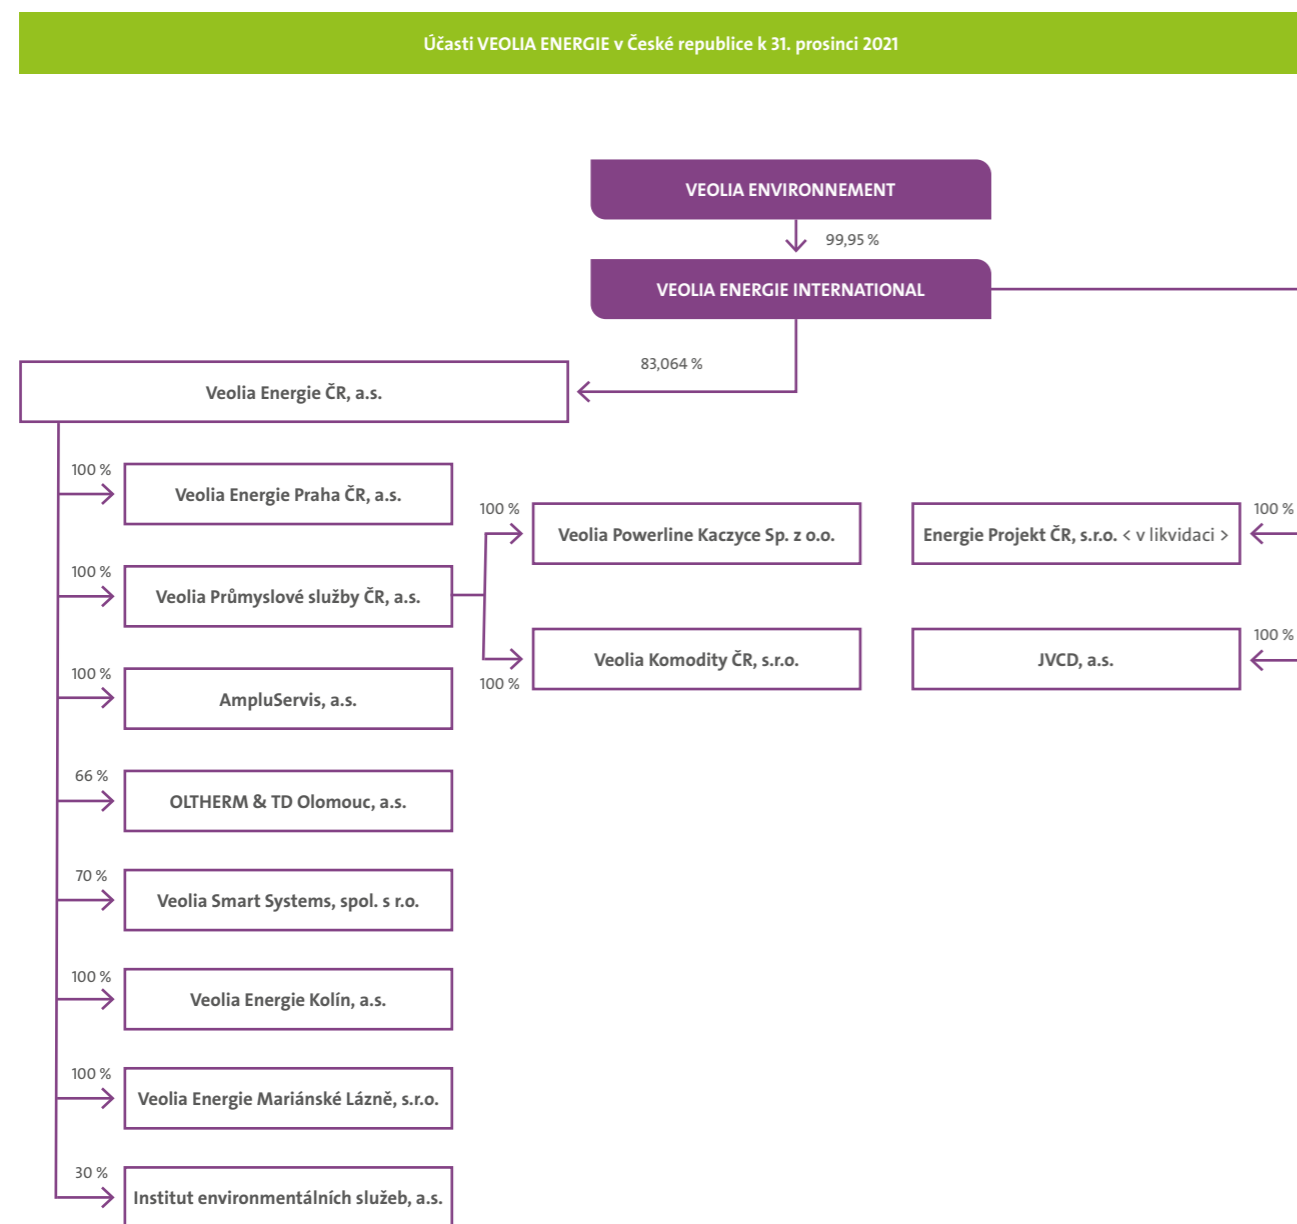 Účasti VEOLIA ENERGIE v České republice k 31. prosinci 2021
VEOLIA ENVIRONNEMENT
99,95 %
VEOLIA ENERGIE INTERNATIONAL
83,064 %
Veolia Energie ČR, a.s.
100 %
Veolia Energie Praha ČR, a.s.
100 %
Veolia Průmyslové služby ČR, a.s.
100 %
Veolia Powerline Kaczyce Sp. z o.o.
100 %
Veolia Komodity ČR, s.r.o.
100 %
Energie Projekt ČR, s.r.o. < v likvidaci >
100 %
JVCD, a.s.
100 %
AmpluServis, a.s.
66 %
OLTHERM & TD Olomouc, a.s.
70 %
Veolia Smart Systems, spol. s r.o.
100 %
Veolia Energie Kolín, a.s.
100 %
Veolia Energie Mariánské Lázně, s.r.o.
30 %
Institut environmentálních služeb, a.s.